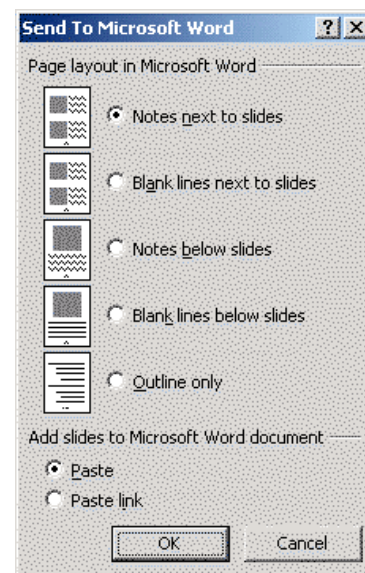 Send To Microsoft Word
Page layout in Microsoft Word
Notes next to slides
Blank lines next to slides
Notes below slides
Blank lines below slides
Outline only
Add slides to Microsoft Word document
Paste
Paste link
OK Cancel